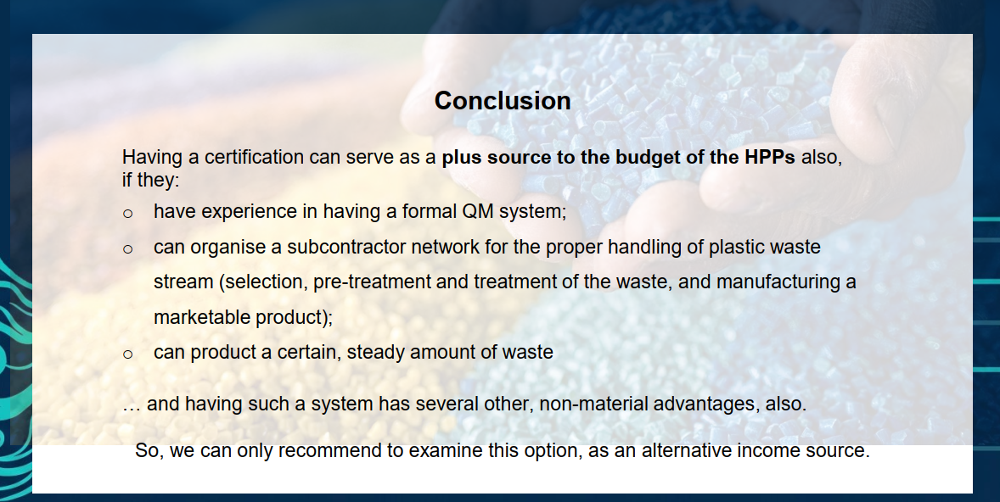 Conclusion
Having a certification can serve as a plus source to the budget of the HPPs also,
if they:
o have experience in having a formal QM system;
o can organise a subcontractor network for the proper handling of plastic waste
stream (selection, pre-treatment and treatment of the waste, and manufacturing a
marketable product);
o can product a certain, steady amount of waste
… and having such a system has several other, non-material advantages, also.
So, we can only recommend to examine this option, as an alternative income source.